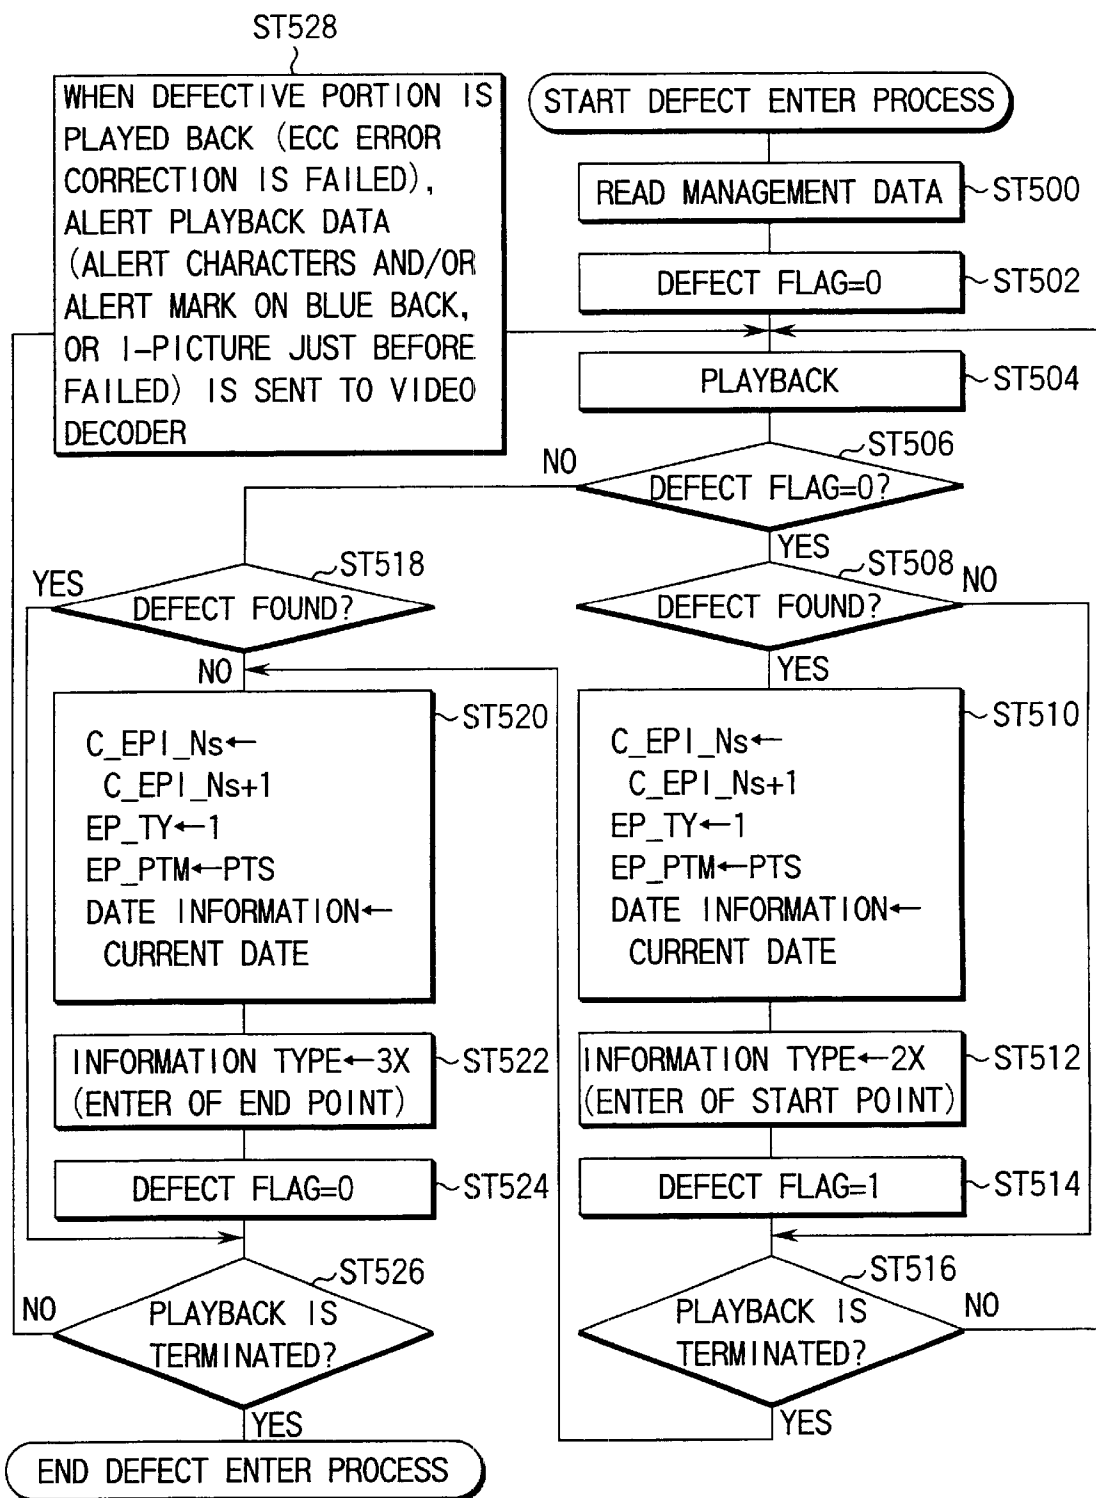 ST528
WHEN DEFECTIVE PORTION IS
PLAYED BACK (ECC ERROR
CORRECTION IS FAILED),
ALERT PLAYBACK DATA
(ALERT CHARACTERS AND/OR
ALERT MARK ON BLUE BACK,
OR I-PICTURE JUST BEFORE
FAILED) IS SENT TO VIDEO
DECODER
START DEFECT ENTER PROCESS
READ MANAGEMENT DATA
ST500
DEFECT FLAG=0
ST502
PLAYBACK
ST504
ST506
DEFECT FLAG=0?
NO
YES
ST508
DEFECT FOUND?
NO
YES
ST510
C_EPI_Ns←
C_EPI_Ns+1
EP_TY←1
EP_PTM←PTS
DATE INFORMATION←
CURRENT DATE
INFORMATION TYPE←2X
(ENTER OF START POINT)
ST512
DEFECT FLAG=1
ST514
ST516
PLAYBACK IS
TERMINATED?
NO
YES
ST518
YES
DEFECT FOUND?
NO
ST520
C_EPI_Ns←
C_EPI_Ns+1
EP_TY←1
EP_PTM←PTS
DATE INFORMATION←
CURRENT DATE
INFORMATION TYPE←3X
(ENTER OF END POINT)
ST522
DEFECT FLAG=0
ST524
ST526
NO
PLAYBACK IS
TERMINATED?
YES
END DEFECT ENTER PROCESS